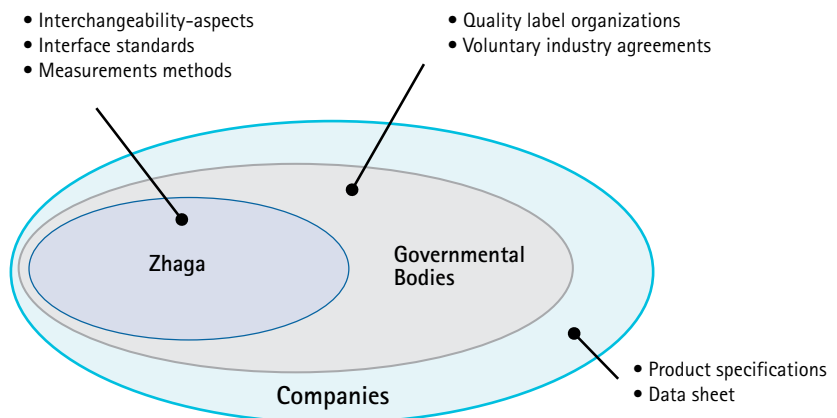 • Interchangeability-aspects
• Interface standards
• Measurements methods
• Quality label organizations
• Voluntary industry agreements
Zhaga
Governmental
Bodies
Companies
• Product specifications
• Data sheet